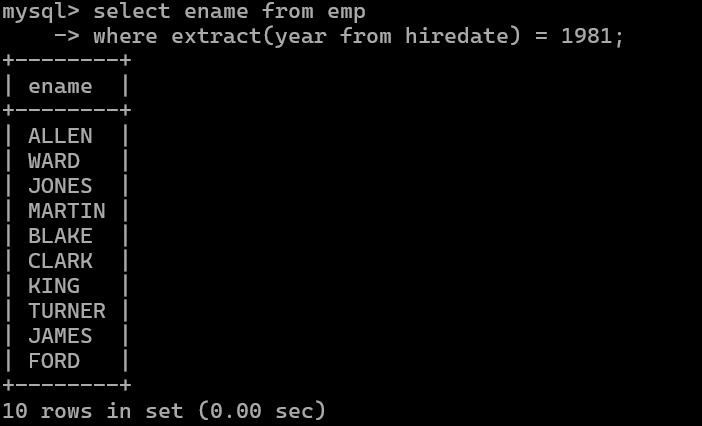 mysql> select ename from emp
    -> where extract(year from hiredate) = 1981;
+--------+
| ename  |
+--------+
| ALLEN  |
| WARD   |
| JONES  |
| MARTIN |
| BLAKE  |
| CLARK  |
| KING   |
| TURNER |
| JAMES  |
| FORD   |
+--------+
10 rows in set (0.00 sec)